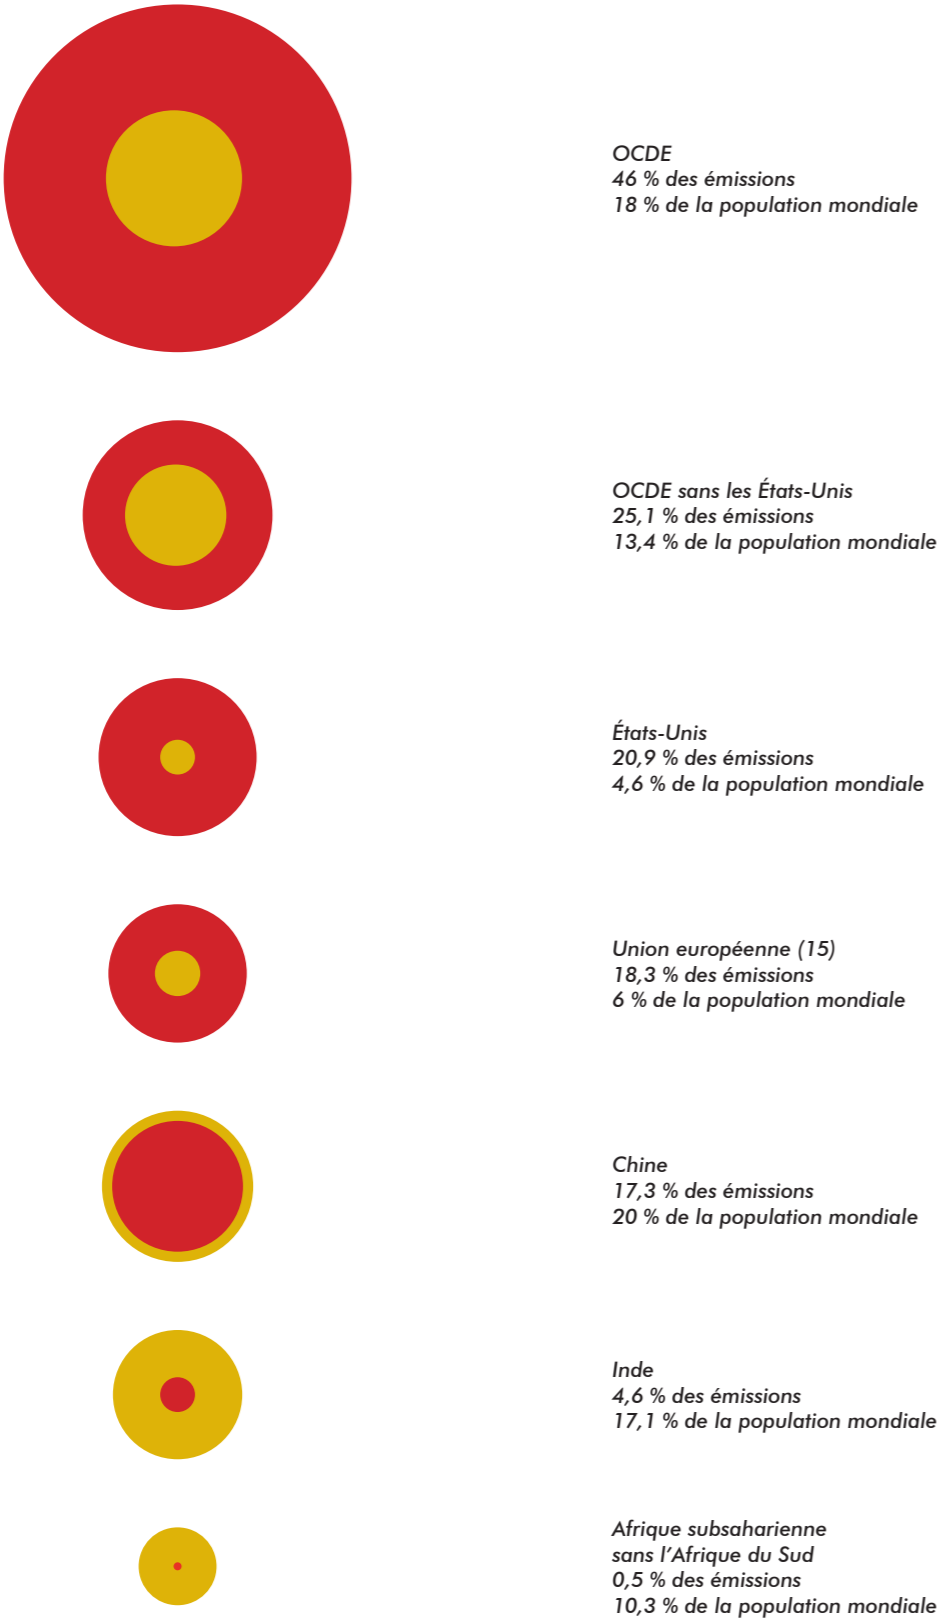 OCDE
46 % des émissions
18 % de la population mondiale
OCDE sans les États-Unis
25,1 % des émissions
13,4 % de la population mondiale
États-Unis
20,9 % des émissions
4,6 % de la population mondiale
Union européenne (15)
18,3 % des émissions
6 % de la population mondiale
Chine
17,3 % des émissions
20 % de la population mondiale
Inde
4,6 % des émissions
17,1 % de la population mondiale
Afrique subsaharienne
sans l’Afrique du Sud
0,5 % des émissions
10,3 % de la population mondiale